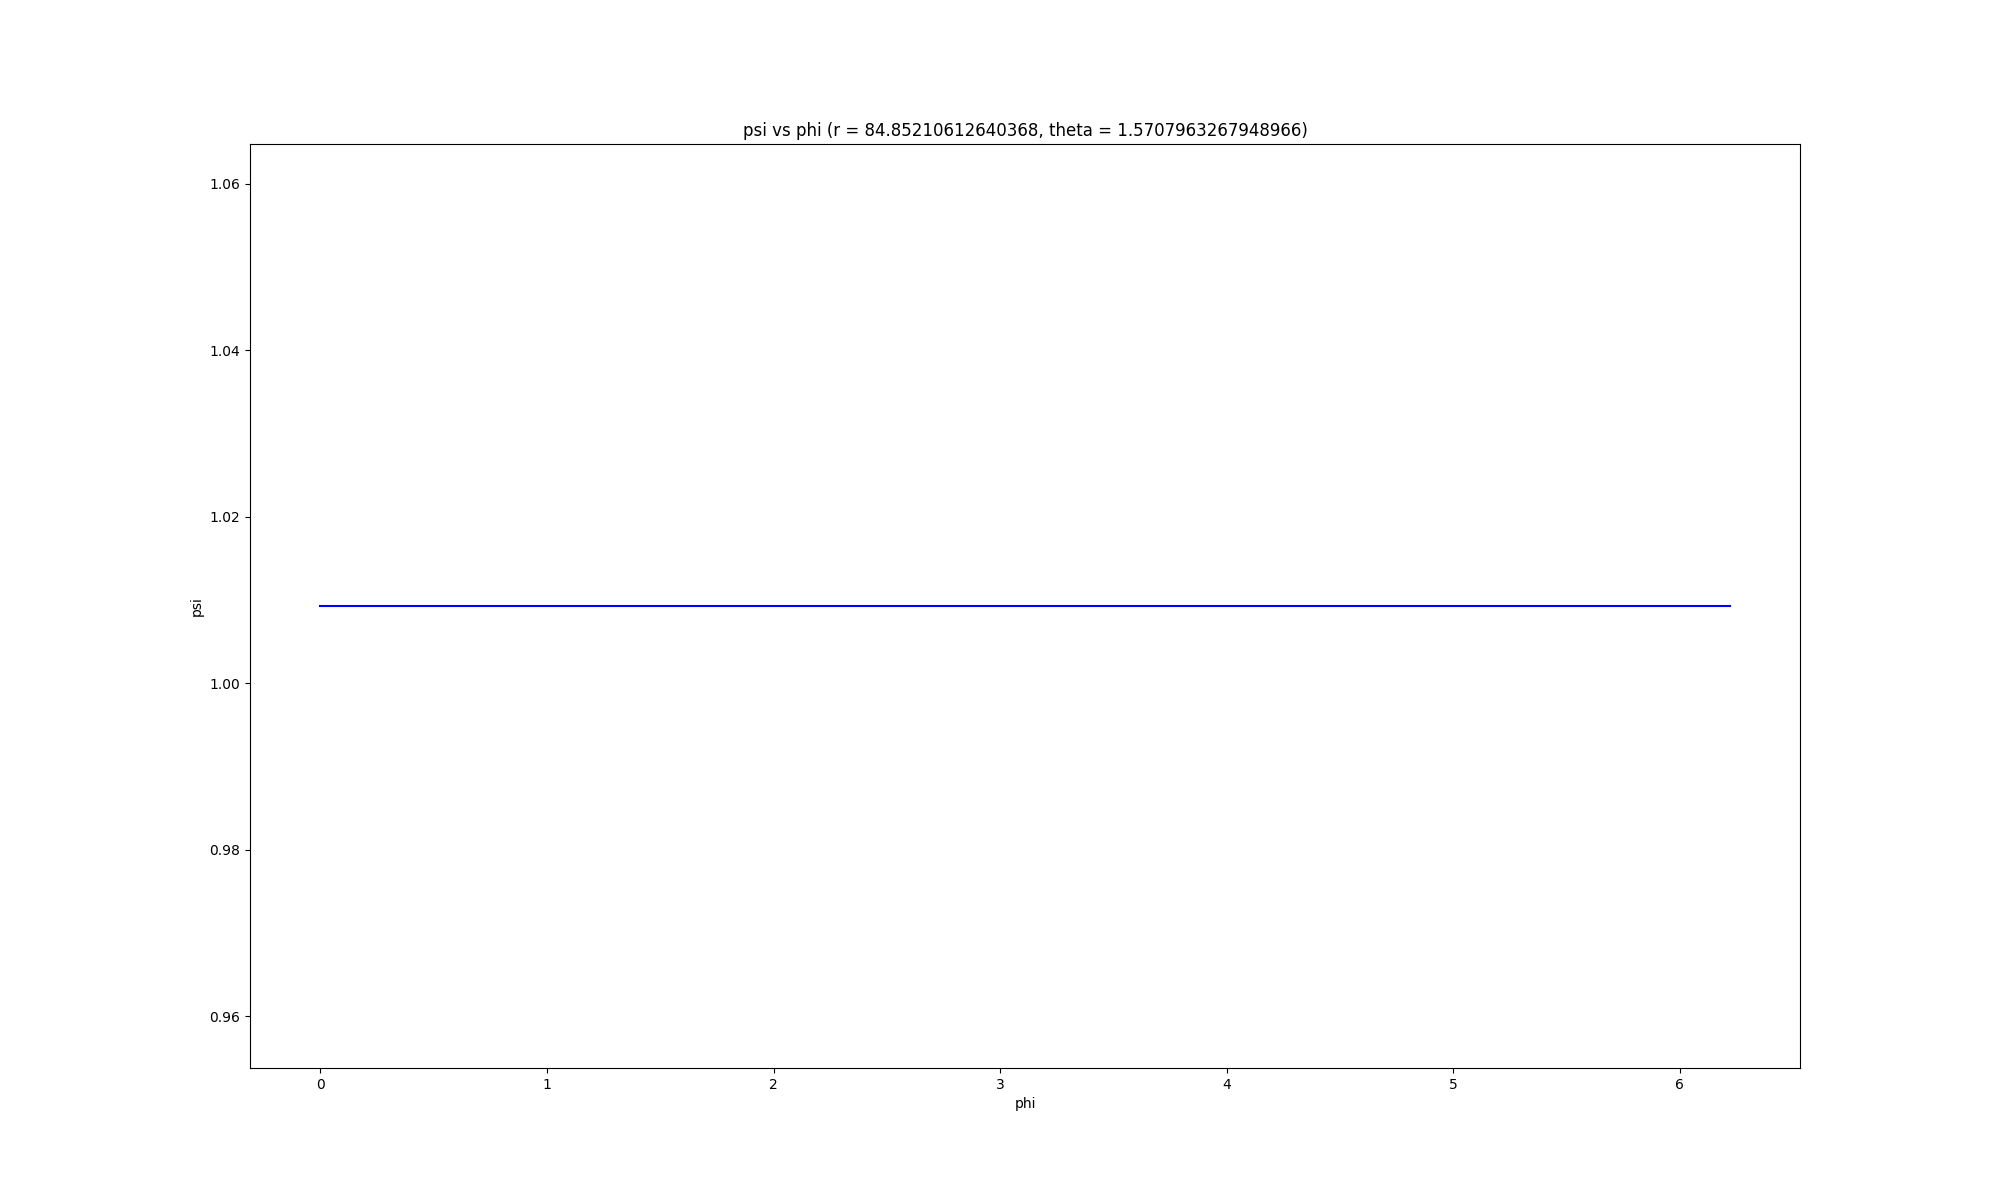 psi vs phi (r = 84.85210612640368, theta = 1.5707963267948966)
1.06
1.04
1.02
psi
1.00
0.98
0.96
0 1 2 3 4 5 6
phi